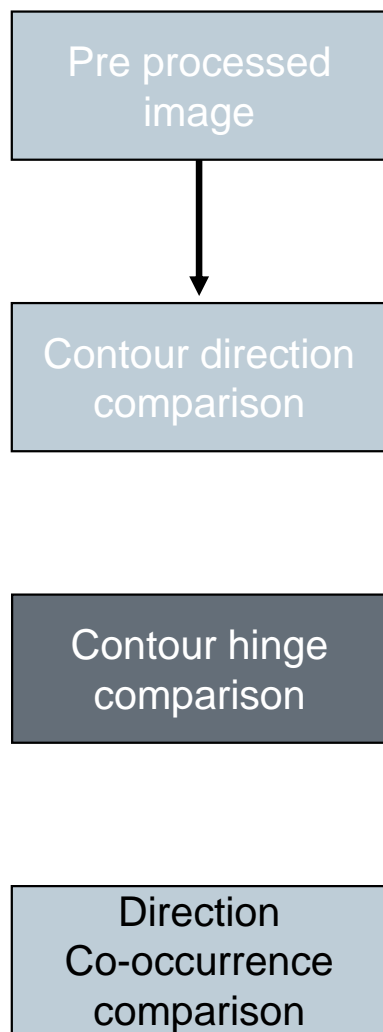 Pre processed
image
Contour direction
comparison
Contour hinge
comparison
Direction
Co-occurrence
comparison